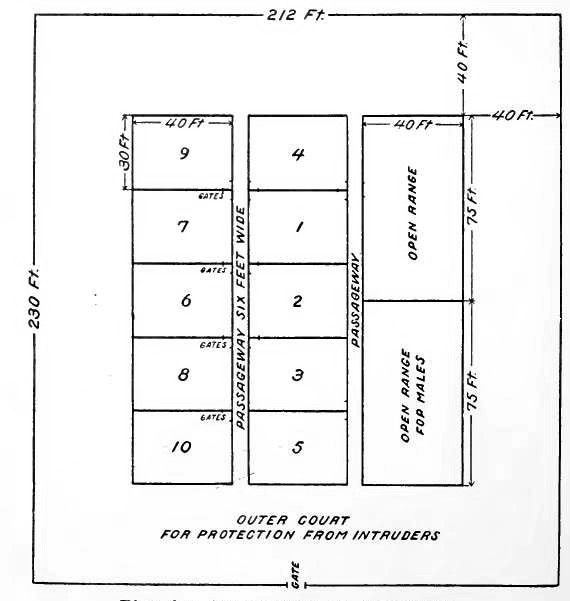 212 Ft.
40 Ft.
40 Ft
40 Ft
40 Ft.
30 Ft
9
4
GATES
7
1
OPEN RANGE
75 Ft.
PASSAGEWAY SIX FEET WIDE
PASSAGEWAY
230 Ft.
GATES
6
2
GATES
8
3
OPEN RANGE
FOR MALES
75 Ft.
GATES
10
5
OUTER COURT
FOR PROTECTION FROM INTRUDERS
GATE